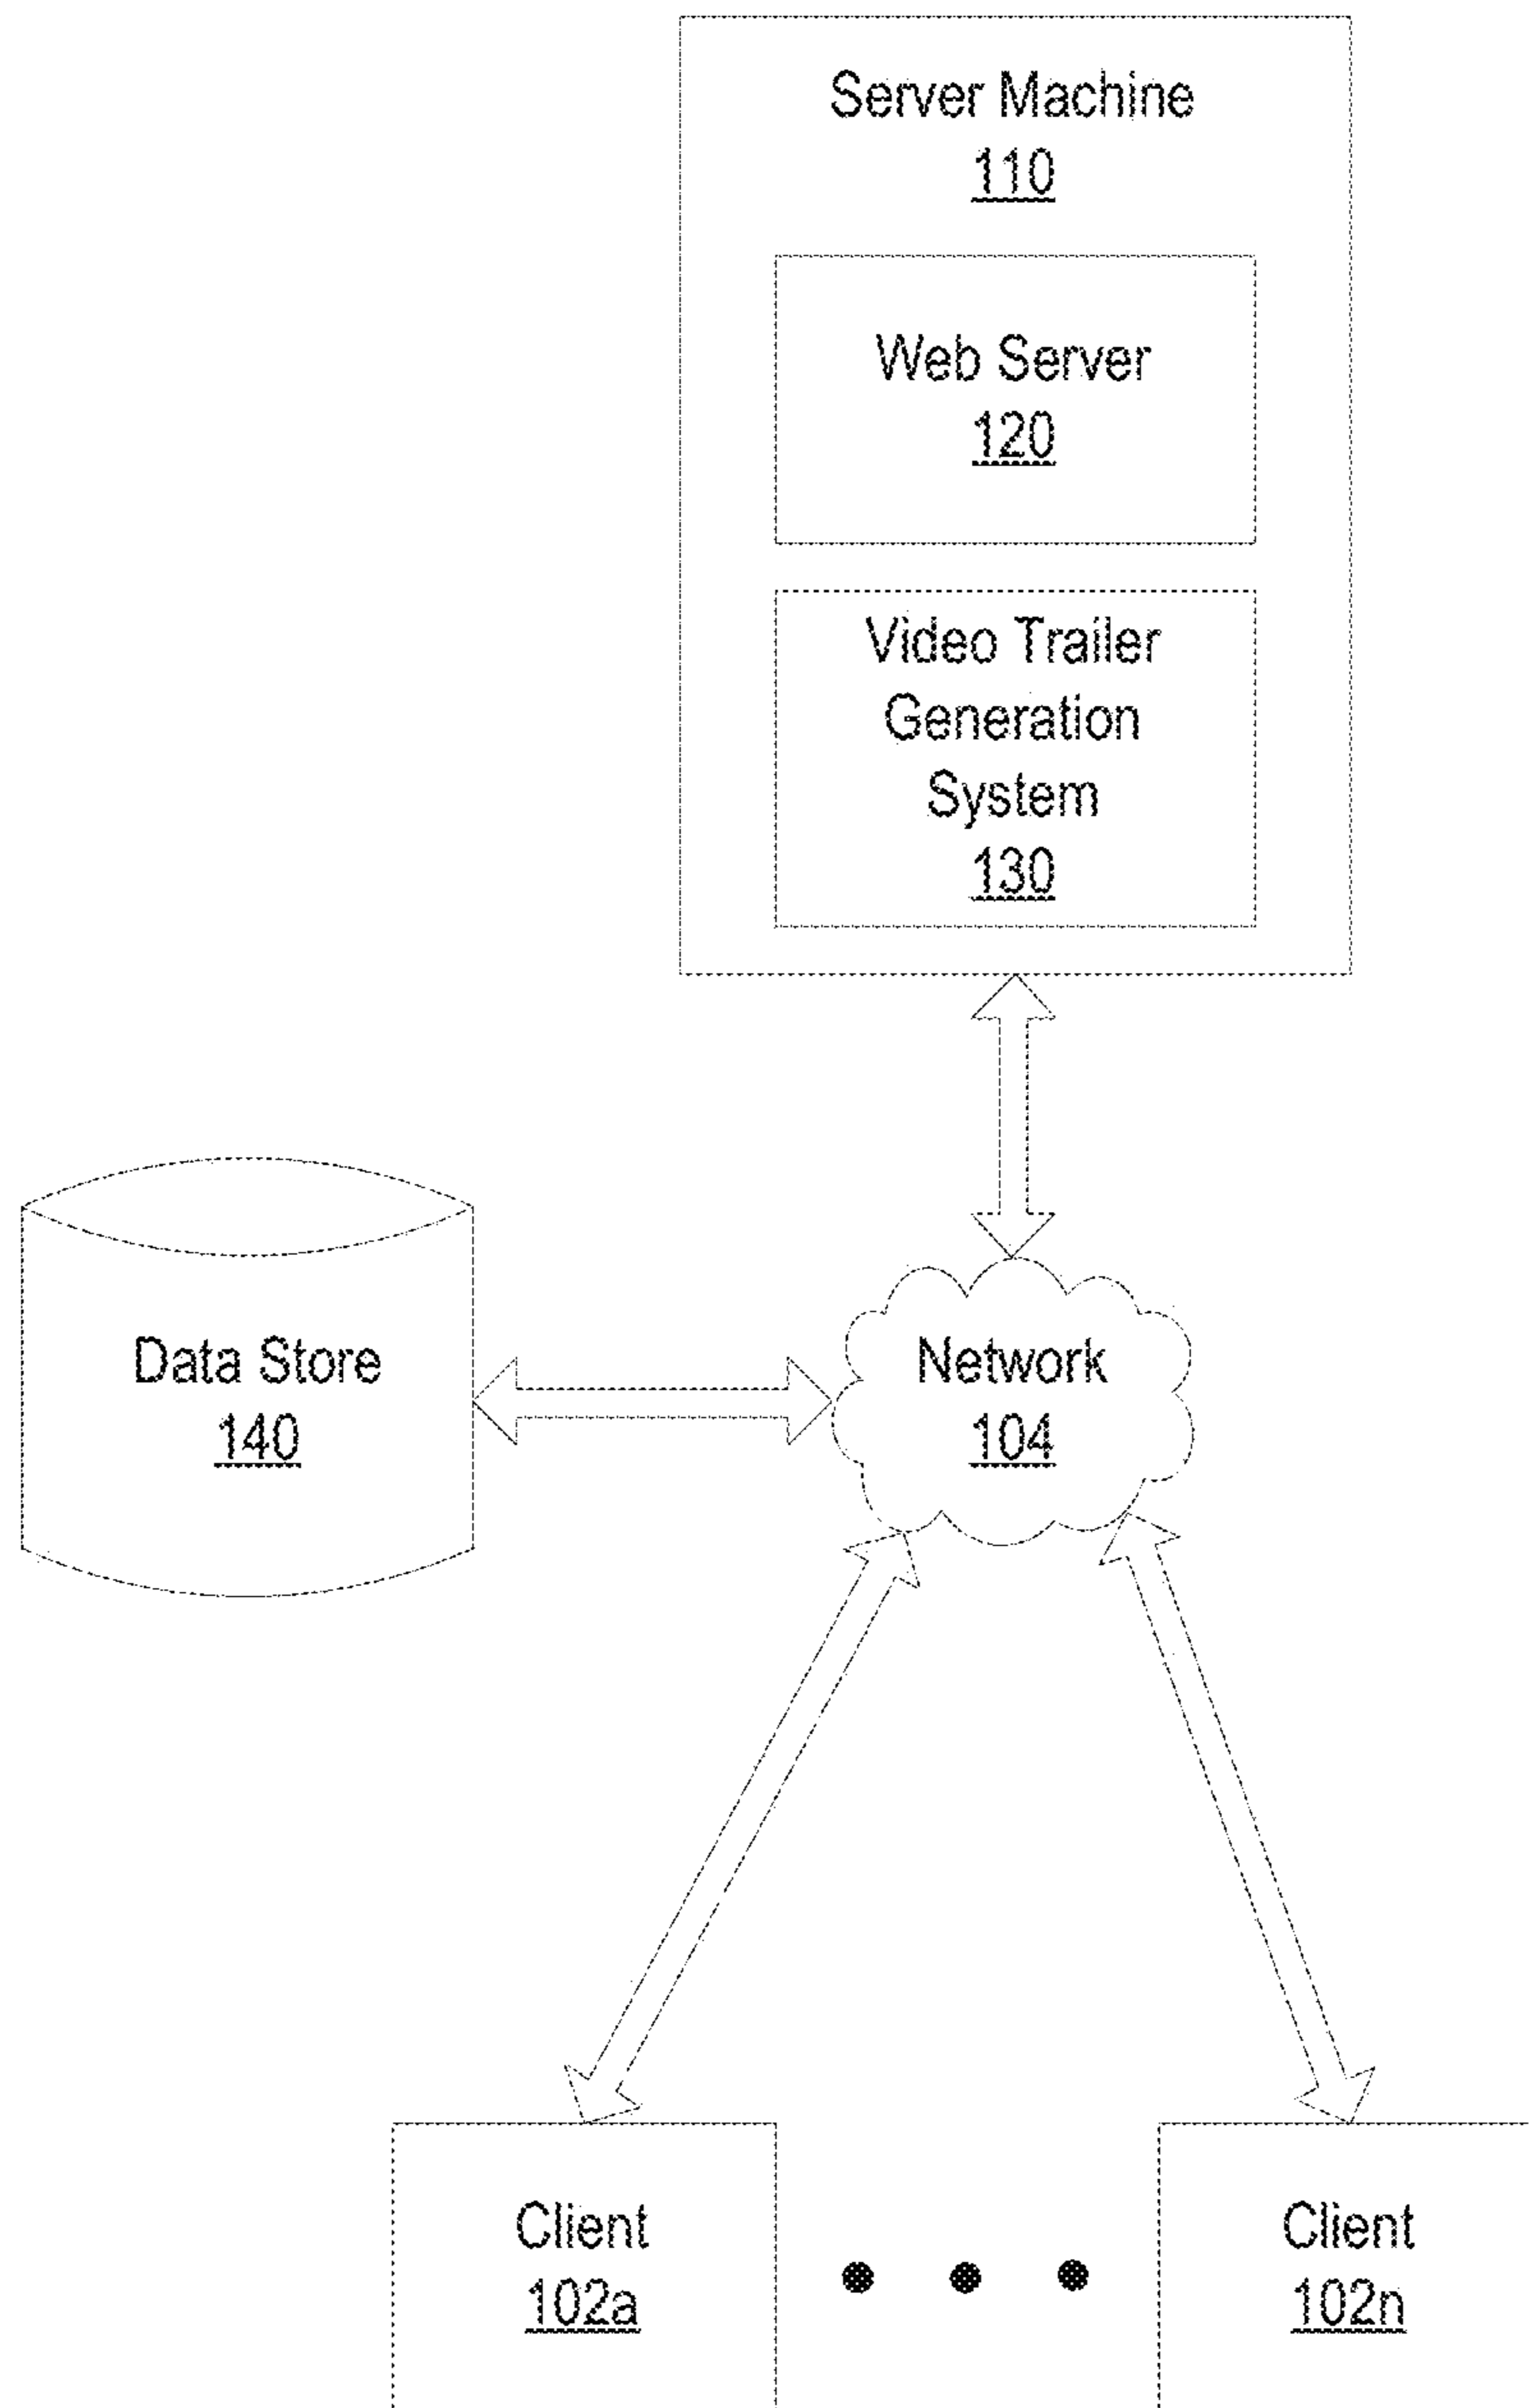 Server Machine
110
Web Server
120
Video Trailer
Generation
System
130
Data Store
140
Network
104
Client
102a
Client
102n